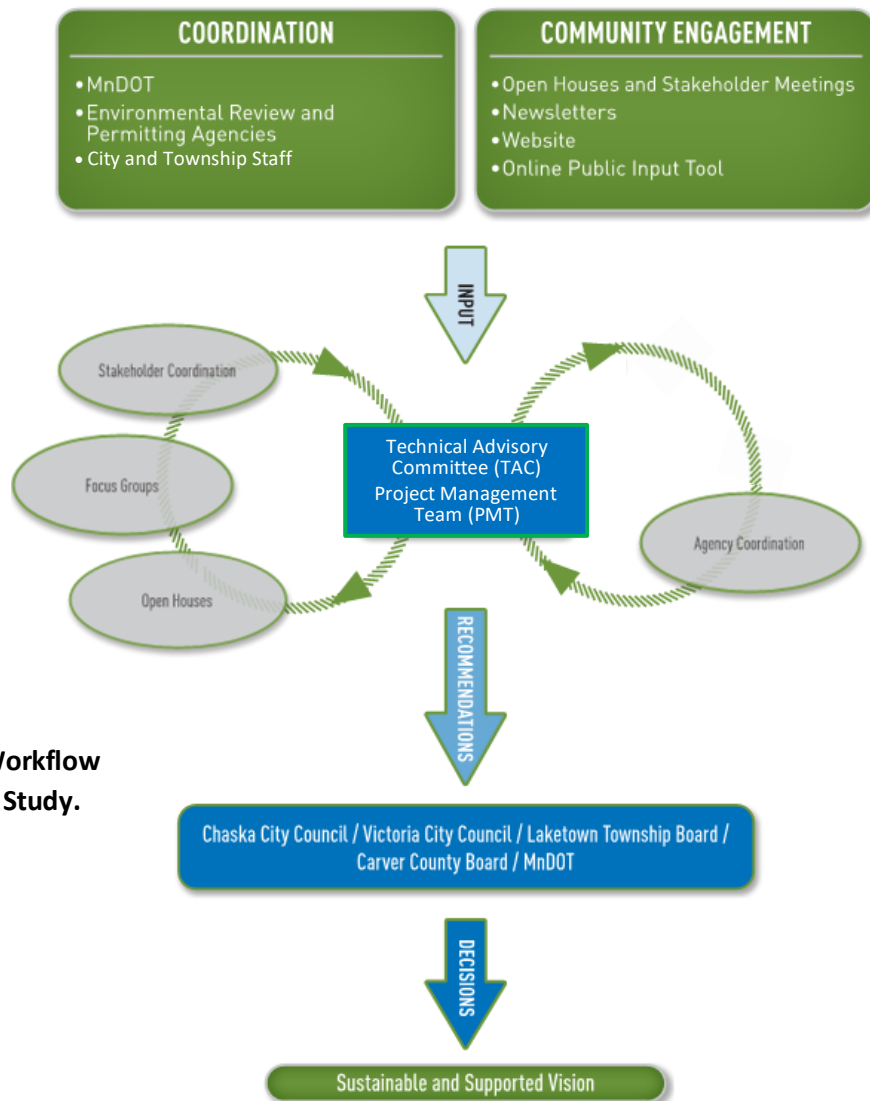 COORDINATION
•MnDOT
•Environmental Review and
Permitting Agencies
• City and Township Staff
COMMUNITY ENGAGEMENT
•Open Houses and Stakeholder Meetings
•Newsletters
•Website
•Online Public Input Tool
INPUT
Stakeholder Coordination
Focus Groups
Open Houses
Technical Advisory
Committee (TAC)
Project Management
Team (PMT)
Agency Coordination
RECOMMENDATIONS
Workflow
Study.
Chaska City Council / Victoria City Council / Laketown Township Board /
Carver County Board / MnDOT
DECISIONS
Sustainable and Supported Vision